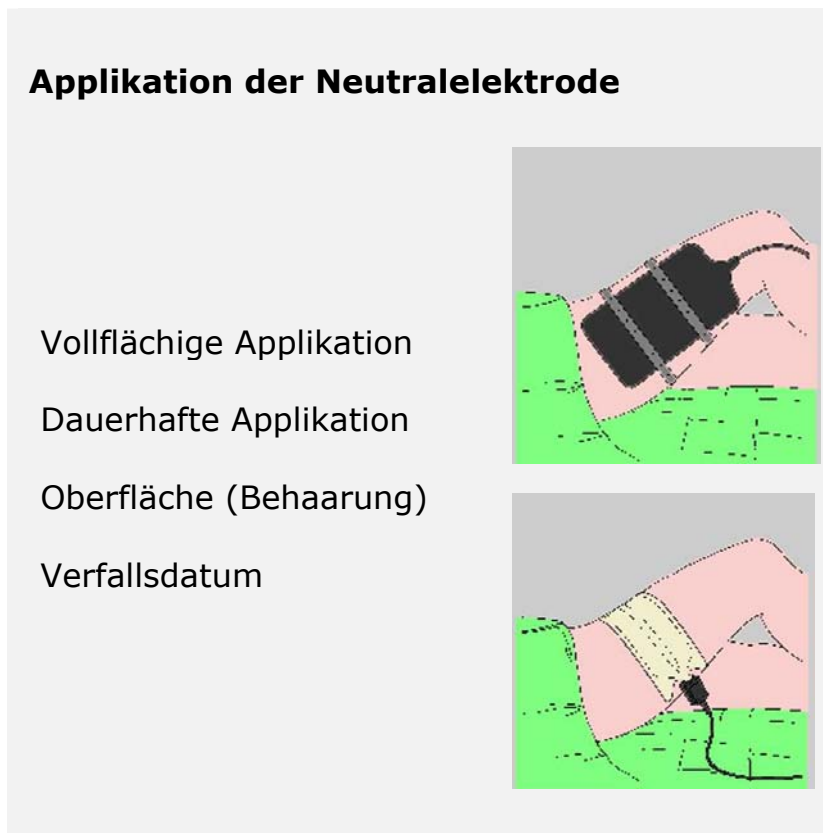 Applikation der Neutralelektrode
Vollflächige Applikation
Dauerhafte Applikation
Oberfläche (Behaarung)
Verfallsdatum